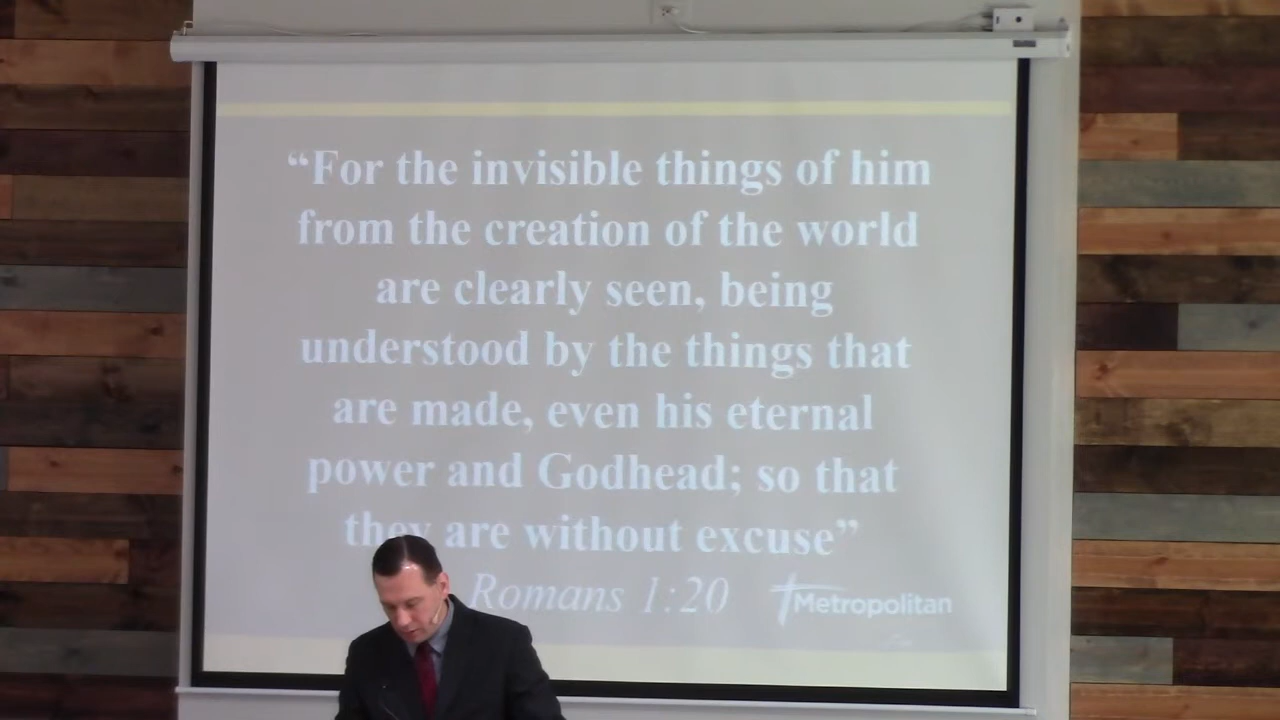 “For the invisible things of him
from the creation of the world
are clearly seen, being
understood by the things that
are made, even his eternal
power and Godhead; so that
they are without excuse”
Romans 1:20
Metropolitan